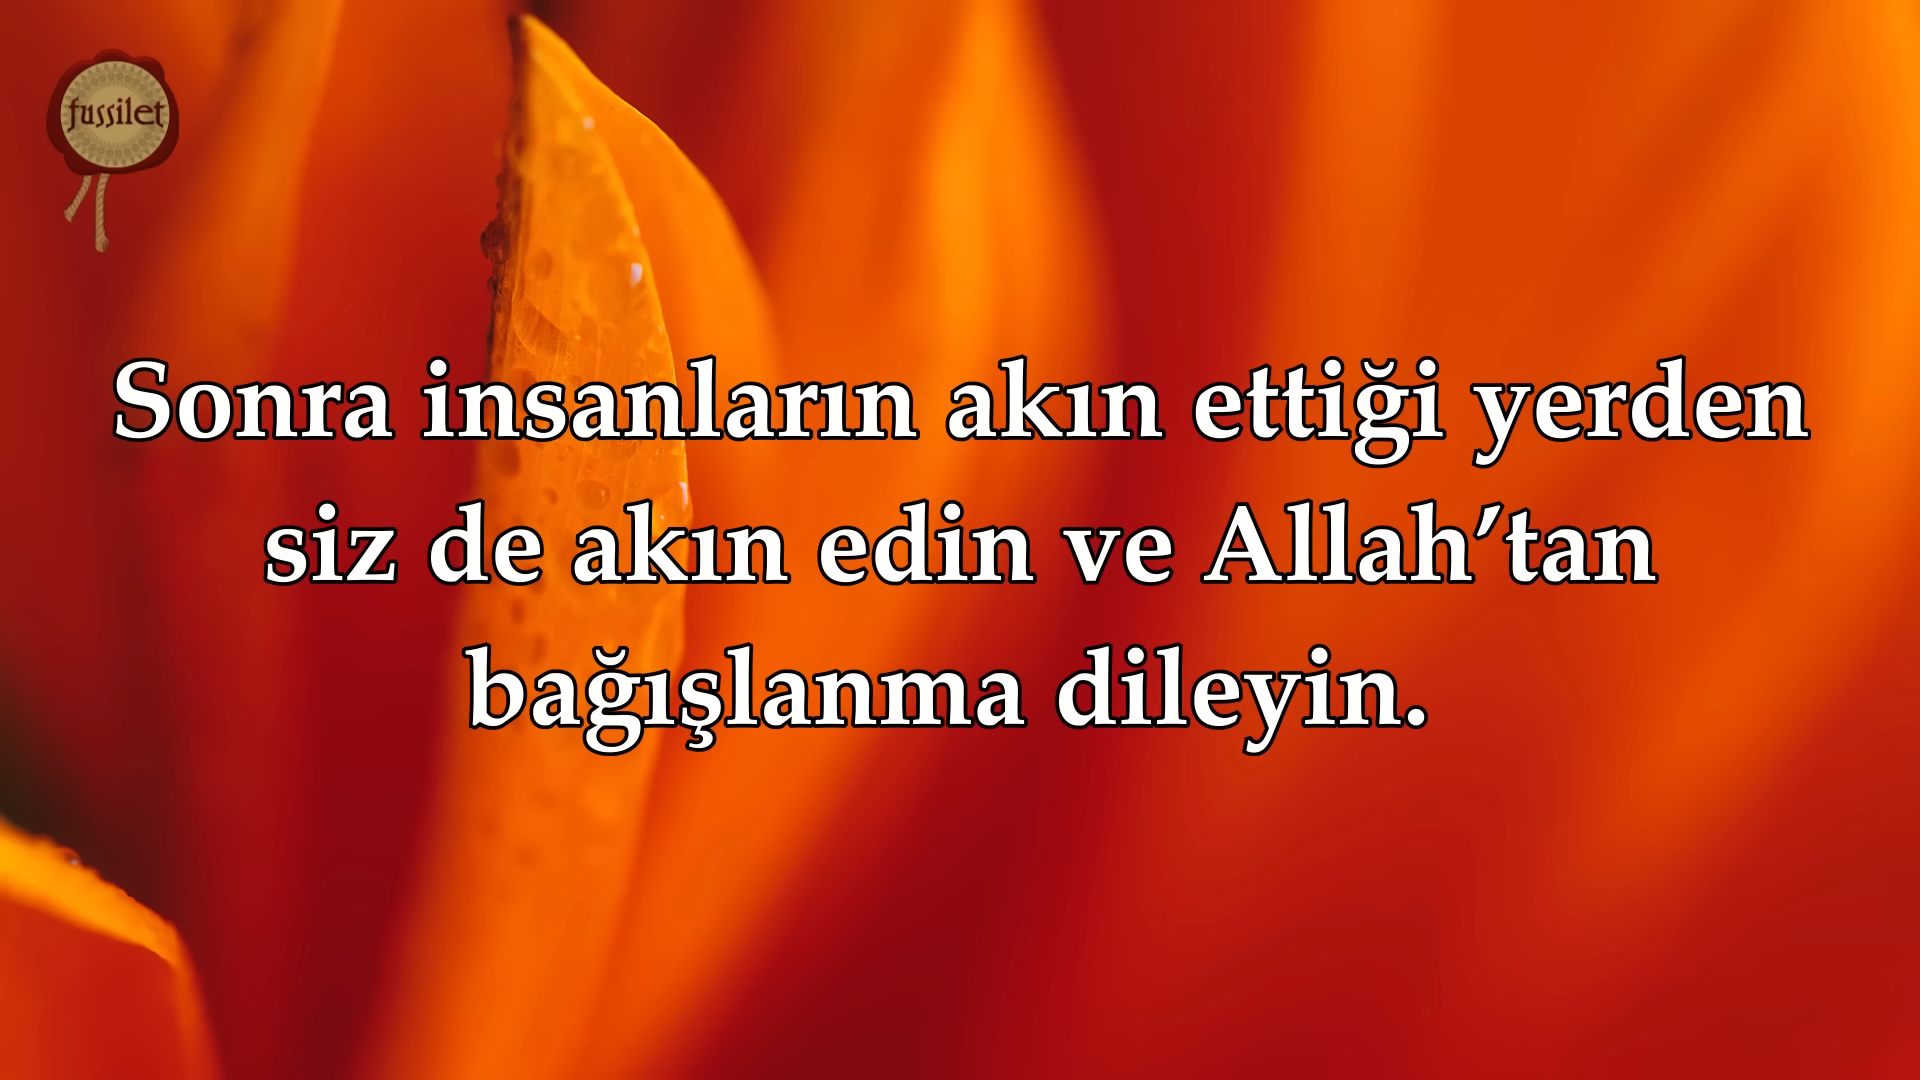 fussilet
Sonra insanların akın ettiği yerden
siz de akın edin ve Allah’tan
bağışlanma dileyin.